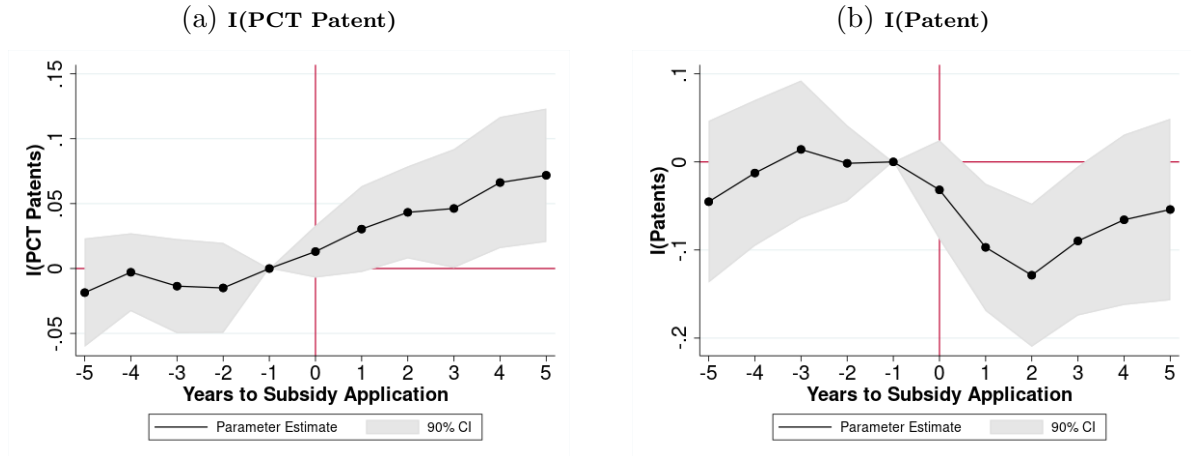 (a) I(PCT Patent)
I(PCT Patents)
.15
.1
.05
0
-.05
-5 -4 -3 -2 -1 0 1 2 3 4 5
Years to Subsidy Application
Parameter Estimate 90% CI
(b) I(Patent)
I(Patents)
.1
0
-.1
-.2
-5 -4 -3 -2 -1 0 1 2 3 4 5
Years to Subsidy Application
Parameter Estimate 90% CI